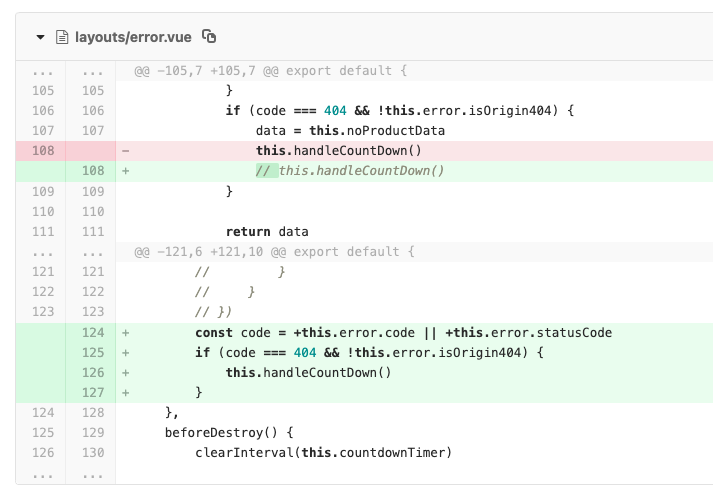 layouts/error.vue
... ... @@ -105,7 +105,7 @@ export default {
105 105 }
106 106 if (code === 404 && !this.error.isOrigin404) {
107 107 data = this.noProductData
108 - this.handleCountDown()
108 + // this.handleCountDown()
109 109 }
110 110
111 111 return data
... ... @@ -121,6 +121,10 @@ export default {
121 121 // }
122 122 // }
123 123 // })
124 + const code = +this.error.code || +this.error.statusCode
125 + if (code === 404 && !this.error.isOrigin404) {
126 + this.handleCountDown()
127 + }
124 128 },
125 129 beforeDestroy() {
126 130 clearInterval(this.countdownTimer)
... ...